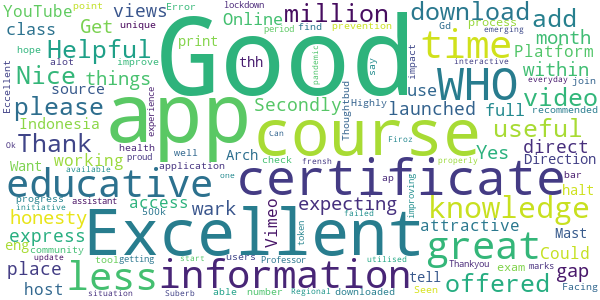 YouTube views million download add
class Get Online point lockdown Error
unique print Good period find prevention Gd process emerging
Helpful time Platform month
Nice things thh pandemic say impact interactive everyday join
source app Secondly WHO use within
Excellent alot improve experience Thoughtbud Highly launched full video recommended
please Indonesia course useful
Ok Thank health proud well Can Firoz Yes direct
Want working application check frensh Arch ap properly Direction bar
educative available one certificate halt
progress assistant access 500k Vimeo expecting improving attractive Mast
initiative honesty wark token failed knowledge Could
express community Excellent Thankyou
eng tool getting start users Professor great exam marks gap
place update less information tell Seen offered Facing
host situation Suberb able number Regional downloaded utilised